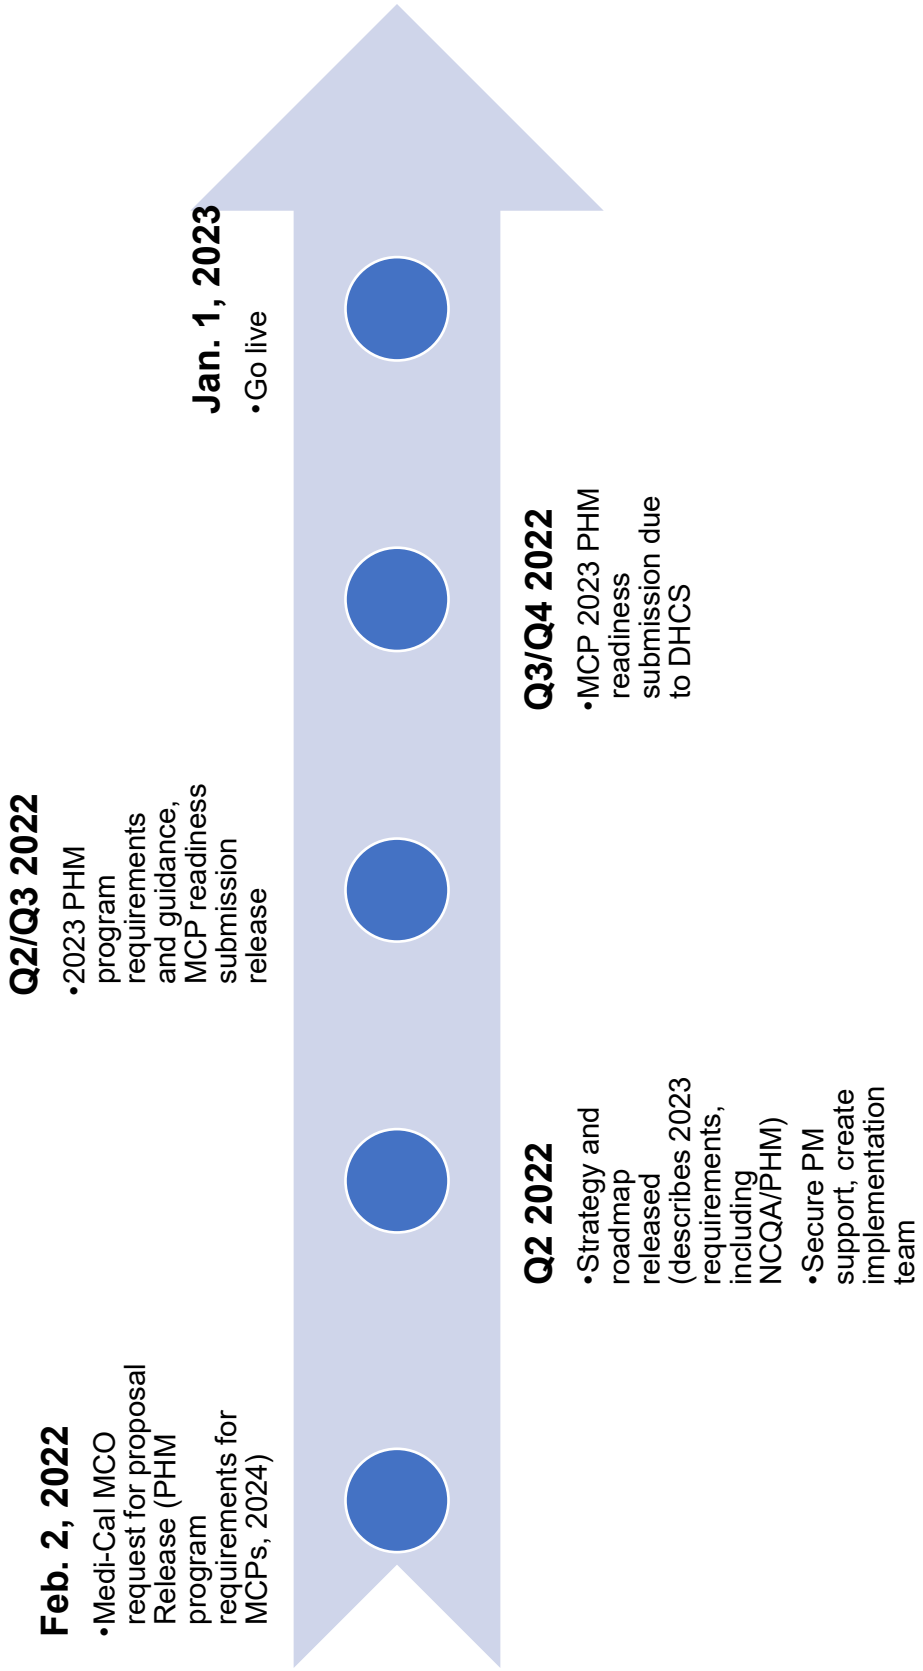 Feb. 2, 2022
•Medi-Cal MCO
request for proposal
Release (PHM
program
requirements for
MCPs, 2024)
Q2 2022
•Strategy and
roadmap
released
(describes 2023
requirements,
including
NCQA/PHM)
•Secure PM
support, create
implementation
team
Q2/Q3 2022
•2023 PHM
program
requirements
and guidance,
MCP readiness
submission
release
Q3/Q4 2022
•MCP 2023 PHM
readiness
submission due
to DHCS
Jan. 1, 2023
•Go live